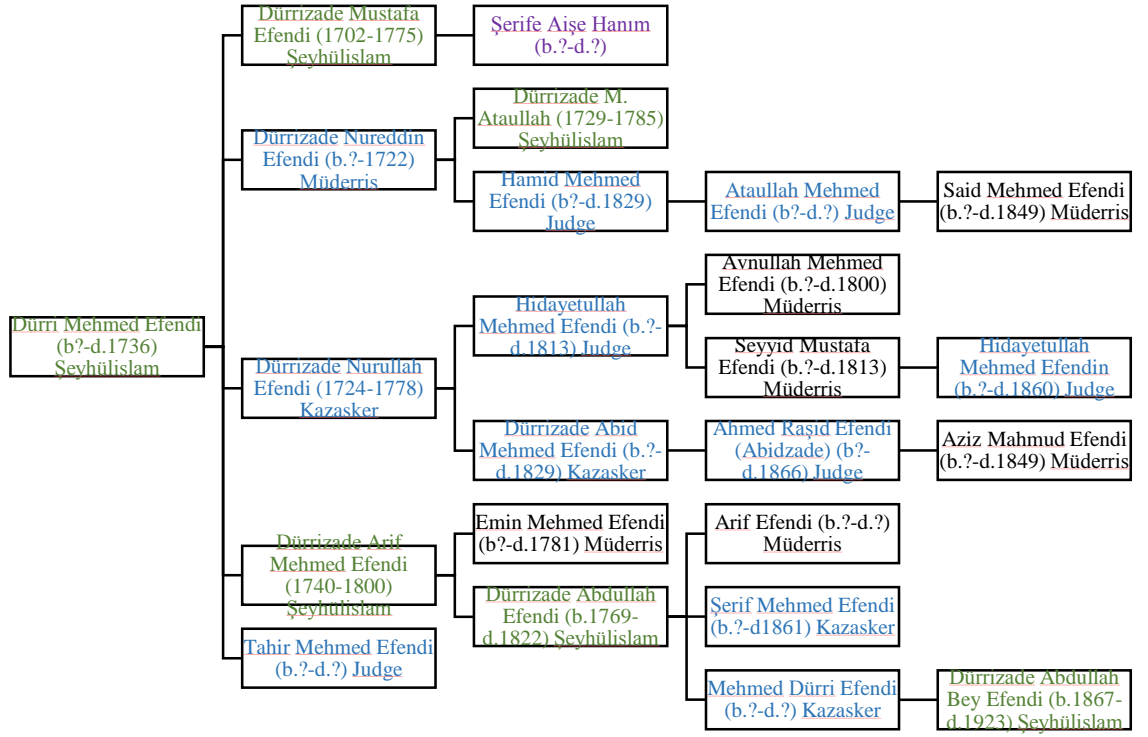 Dürri Mehmed Efendi
(b?-d.1736)
Şeyhülislam
Dürrizade Mustafa
Efendi (1702-1775)
Şeyhülislam
Şerife Aişe Hanım
(b.?-d.?)
Dürrizade Nureddin
Efendi (b.?-1722)
Müderris
Dürrizade M.
Ataullah (1729-1785)
Şeyhülislam
Hamid Mehmed
Efendi (b?-d.1829)
Judge
Ataullah Mehmed
Efendi (b?-d.?) Judge
Said Mehmed Efendi
(b.?-d.1849) Müderris
Dürrizade Nurullah
Efendi (1724-1778)
Kazasker
Hidayetullah
Mehmed Efendi (b.?-
d.1813) Judge
Avnullah Mehmed
Efendi (b.?-d.1800)
Müderris
Seyyid Mustafa
Efendi (b.?-d.1813)
Müderris
Hidayetullah
Mehmed Efendin
(b.?-d.1860) Judge
Dürrizade Abid
Mehmed Efendi (b.?-
d.1829) Kazasker
Ahmed Raşid Efendi
(Abidzade) (b?-
d.1866) Judge
Aziz Mahmud Efendi
(b.?-d.1849) Müderris
Dürrizade Arif
Mehmed Efendi
(1740-1800)
Şeyhülislam
Emin Mehmed Efendi
(b?-d.1781) Müderris
Dürrizade Abdullah
Efendi (b.1769-
d.1822) Şeyhülislam
Arif Efendi (b.?-d.?)
Müderris
Şerif Mehmed Efendi
(b.?-d1861) Kazasker
Mehmed Dürri Efendi
(b.?-d.?) Kazasker
Dürrizade Abdullah
Bey Efendi (b.1867-
d.1923) Şeyhülislam
Tahir Mehmed Efendi
(b.?-d.?) Judge